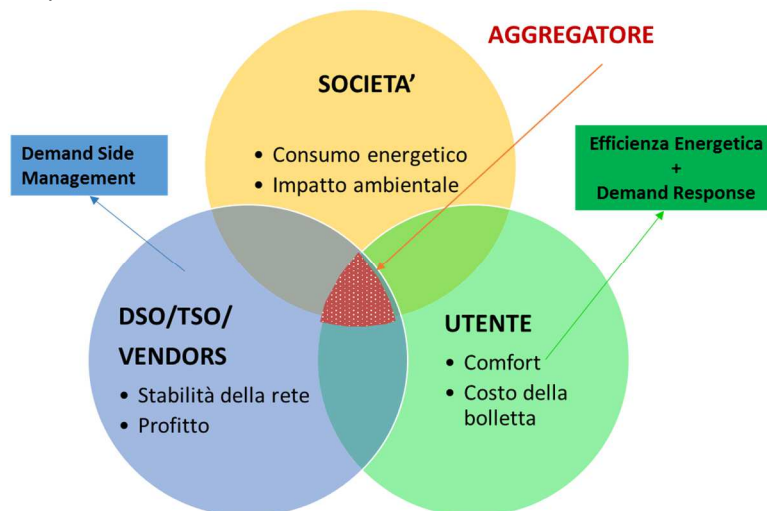 AGGREGATORE
SOCIETA’
• Consumo energetico
• Impatto ambientale
Demand Side
Management
Efficienza Energetica
+
Demand Response
DSO/TSO/
VENDORS
• Stabilità della rete
• Profitto
UTENTE
• Comfort
• Costo della
bolletta